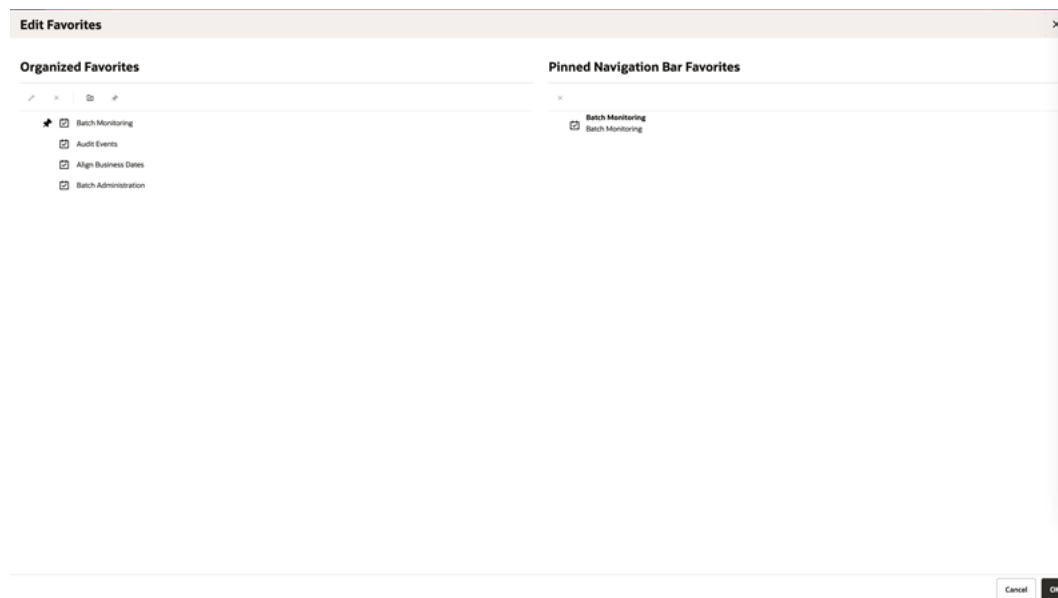 Edit Favorites
Organized Favorites
Batch Monitoring
Audit Events
Align Business Dates
Batch Administration
Pinned Navigation Bar Favorites
Batch Monitoring
Batch Monitoring
Cancel